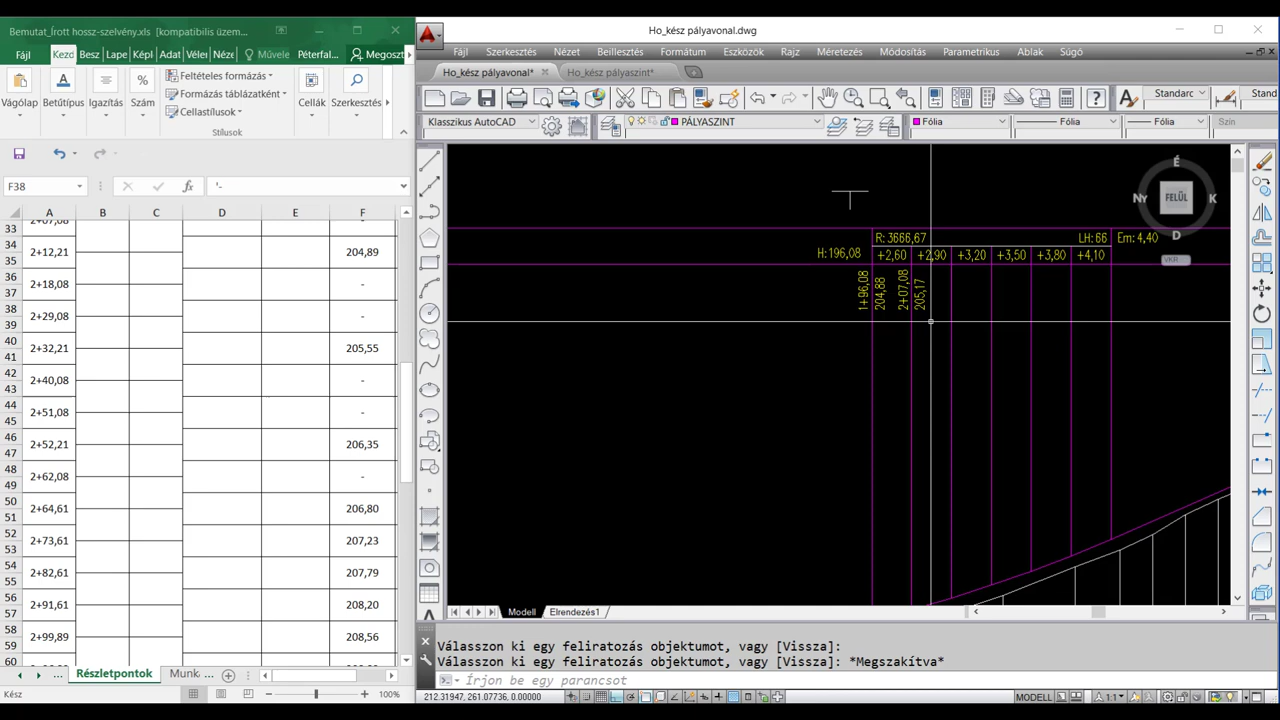 Bemutat_Írott hossz-szelvény.xls [kompatibilis üzem...
Fájl Kezd Besz Lape Képl Adat Vélei Néze Művele Péterfal... Megoszt
Vágólap Betűtípus Igazítás Szám
Feltételes formázás
Formázás táblázatként
Cellastílusok
Stílusok
Cellák Szerkesztés
F38 '-
A B C D E F
33 2+07,08 -
34
35 2+12,21 204,89
36
37 2+18,08 -
38
39 2+29,08 -
40
41 2+32,21 205,55
42
43 2+40,08 -
44
45 2+51,08 -
46
47 2+52,21 206,35
48
49 2+62,08 -
50
51 2+64,61 206,80
52
53 2+73,61 207,23
54
55 2+82,61 207,79
56
57 2+91,61 208,20
58
59 2+99,89 208,56
60
Részletpontok Munk ...
Kész 100%
Ho_kész pályavonal.dwg
Fájl Szerkesztés Nézet Beillesztés Formátum Eszközök Rajz Méretezés Módosítás Parametrikus Ablak Súgó
Ho_kész pályavonal* Ho_kész pályaszint*
Standarc Stand
Klasszikus AutoCAD PÁLYASZINT Fólia Fólia Fólia Szín
É
NY FELÜL K
D
VKR
R: 3666,67 LH: 66 Em: 4,40
H:196,08 +2,60 +2,90 +3,20 +3,50 +3,80 +4,10
1+96,08
204,88
2+07,08
205,17
Modell Elrendezés1
Válasszon ki egy feliratozás objektumot, vagy [Vissza]:
Válasszon ki egy feliratozás objektumot, vagy [Vissza]: *Megszakítva*
Írjon be egy parancsot
212.31947, 261.07736, 0.00000 MODELL 1:1